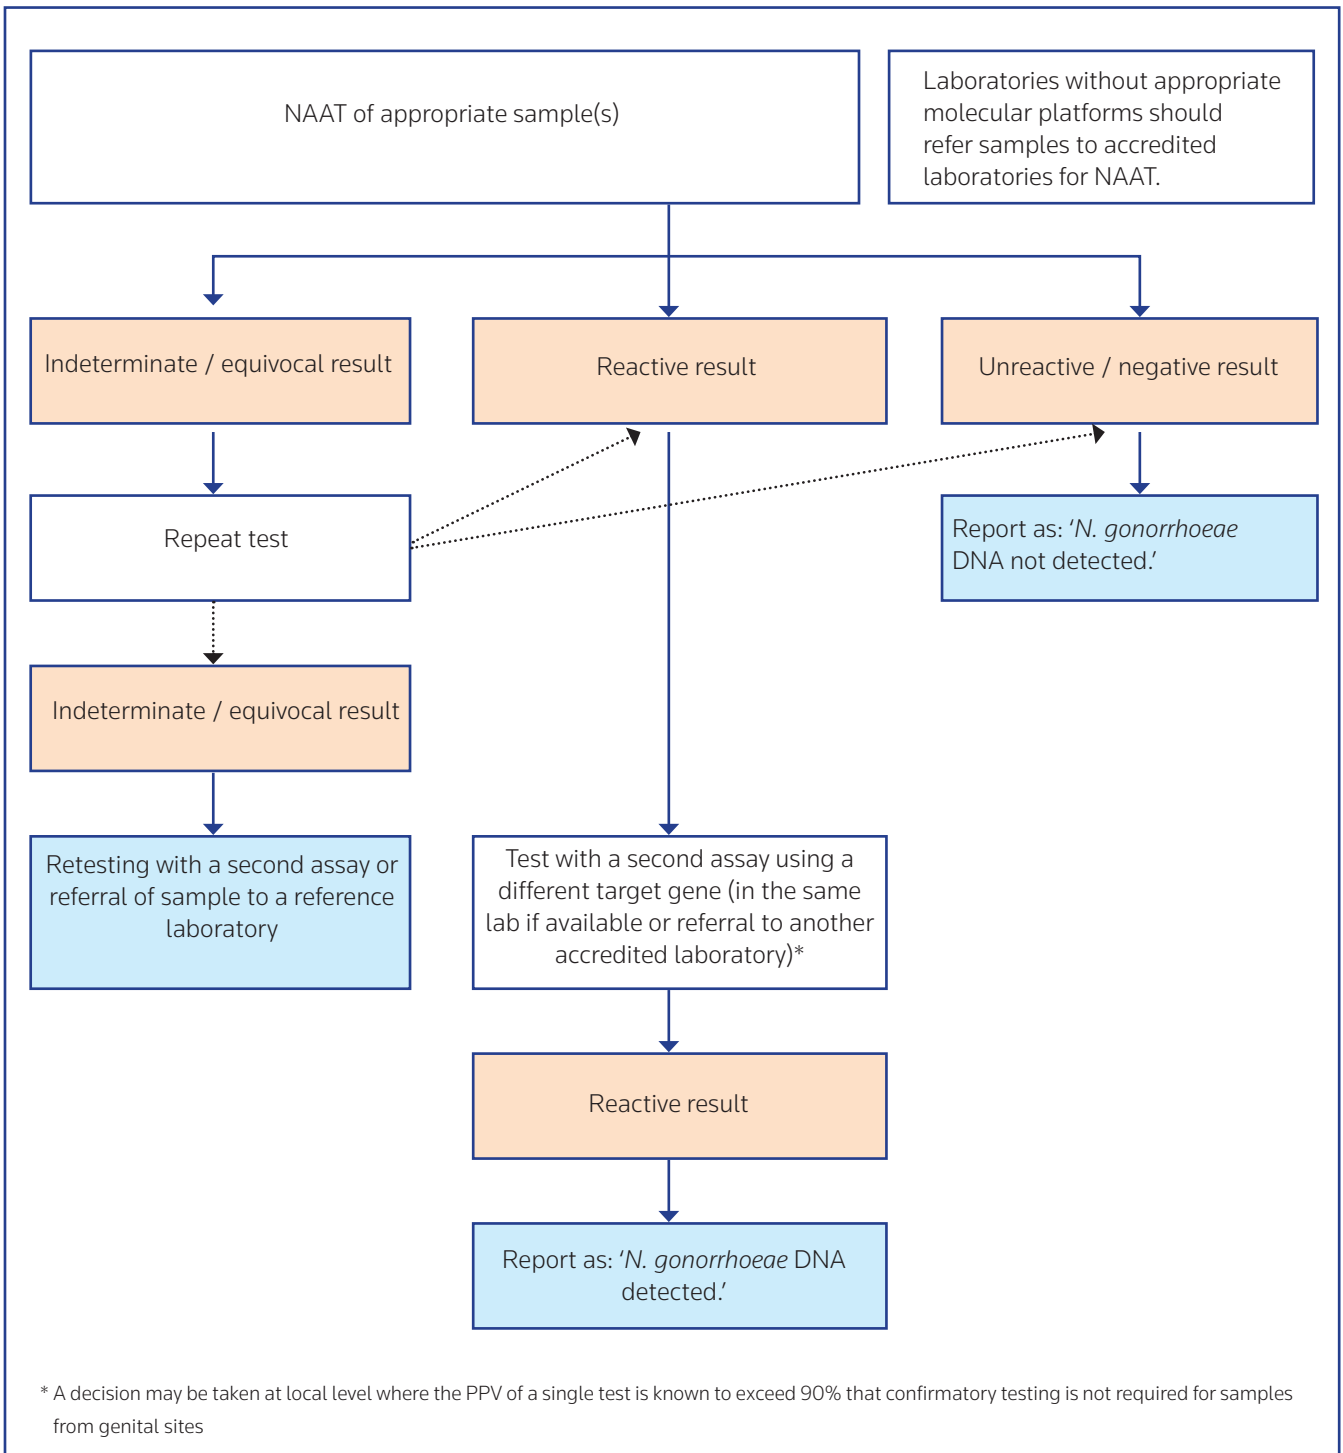 NAAT of appropriate sample(s)
Laboratories without appropriate
molecular platforms should
refer samples to accredited
laboratories for NAAT.
Indeterminate / equivocal result
Reactive result
Unreactive / negative result
Repeat test
Report as: ‘N. gonorrhoeae
DNA not detected.’
Indeterminate / equivocal result
Retesting with a second assay or
referral of sample to a reference
laboratory
Test with a second assay using a
different target gene (in the same
lab if available or referral to another
accredited laboratory)*
Reactive result
Report as: ‘N. gonorrhoeae DNA
detected.’
* A decision may be taken at local level where the PPV of a single test is known to exceed 90% that confirmatory testing is not required for samples
from genital sites